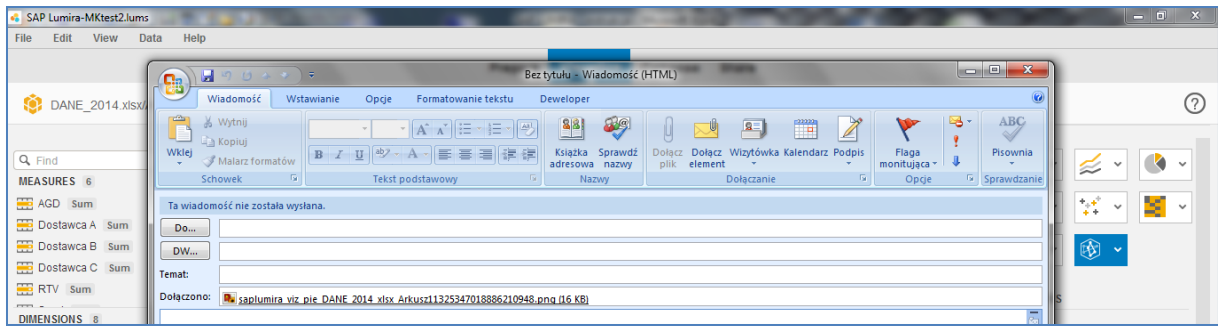 SAP Lumira-MKtest2.lums
File Edit View Data Help
Bez tytułu - Wiadomość (HTML)
Wiadomość Wstawianie Opcje Formatowanie tekstu Deweloper
DANE_2014.xlsx/
Wklej
Wytnij
Kopiuj
Malarz formatów
Schowek
B I U
Tekst podstawowy
Książka adresowa
Sprawdź nazwy
Nazwy
Dołącz plik
Dołącz element
Wizytówka
Kalendarz
Podpis
Dołączanie
Flaga monitująca
Opcje
ABC
Pisownia
Sprawdzanie
Find
MEASURES 6
AGD Sum
Dostawca A Sum
Dostawca B Sum
Dostawca C Sum
RTV Sum
DIMENSIONS 8
Ta wiadomość nie została wysłana.
Do...
DW...
Temat:
Dołączono: saplumira_viz_pie_DANE_2014_xlsx_Arkusz11325347018886210948.png (16 KB)